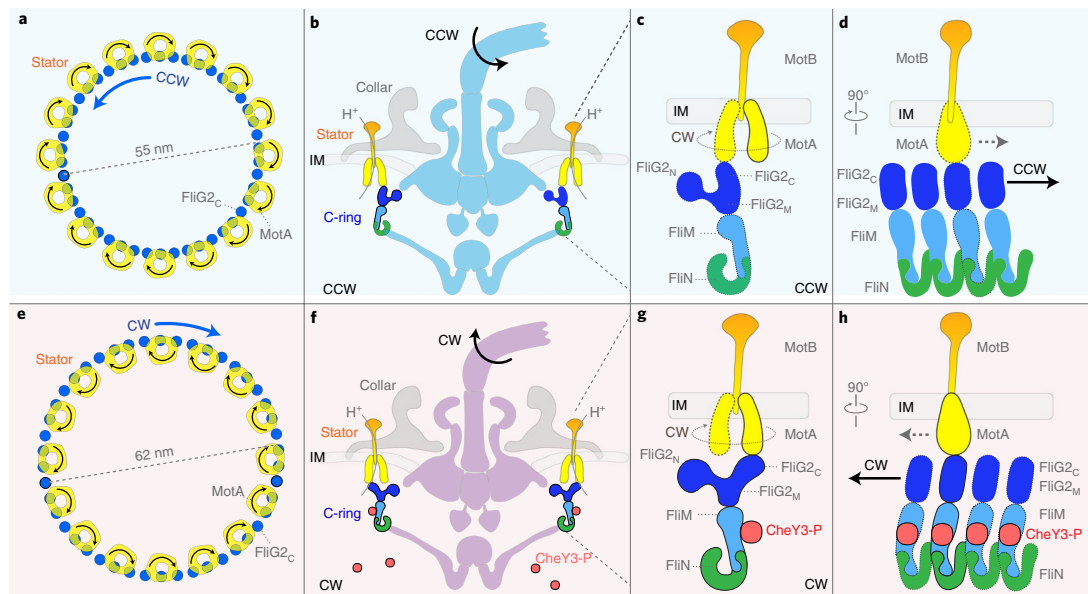 a
Stator
CCW
55 nm
FliG2C
MotA
b
CCW
Collar
H+
H+
Stator
IM
C-ring
CCW
c
MotB
IM
CW
MotA
FliG2N
FliG2C
FliG2M
FliM
FliN
CCW
d
MotB
90°
IM
MotA
FliG2C
CCW
FliG2M
FliM
FliN
e
CW
Stator
62 nm
MotA
FliG2C
f
CW
Collar
H+
H+
Stator
IM
C-ring
CheY3-P
CW
g
MotB
IM
CW
MotA
FliG2N
FliG2C
FliG2M
FliM
CheY3-P
FliN
CW
h
MotB
90°
IM
MotA
CW
FliG2C
FliG2M
FliM
CheY3-P
FliN